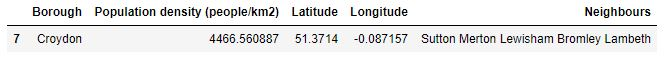 Borough Population density (people/km2) Latitude Longitude Neighbours
7 Croydon 4466.560887 51.3714 -0.087157 Sutton Merton Lewisham Bromley Lambeth